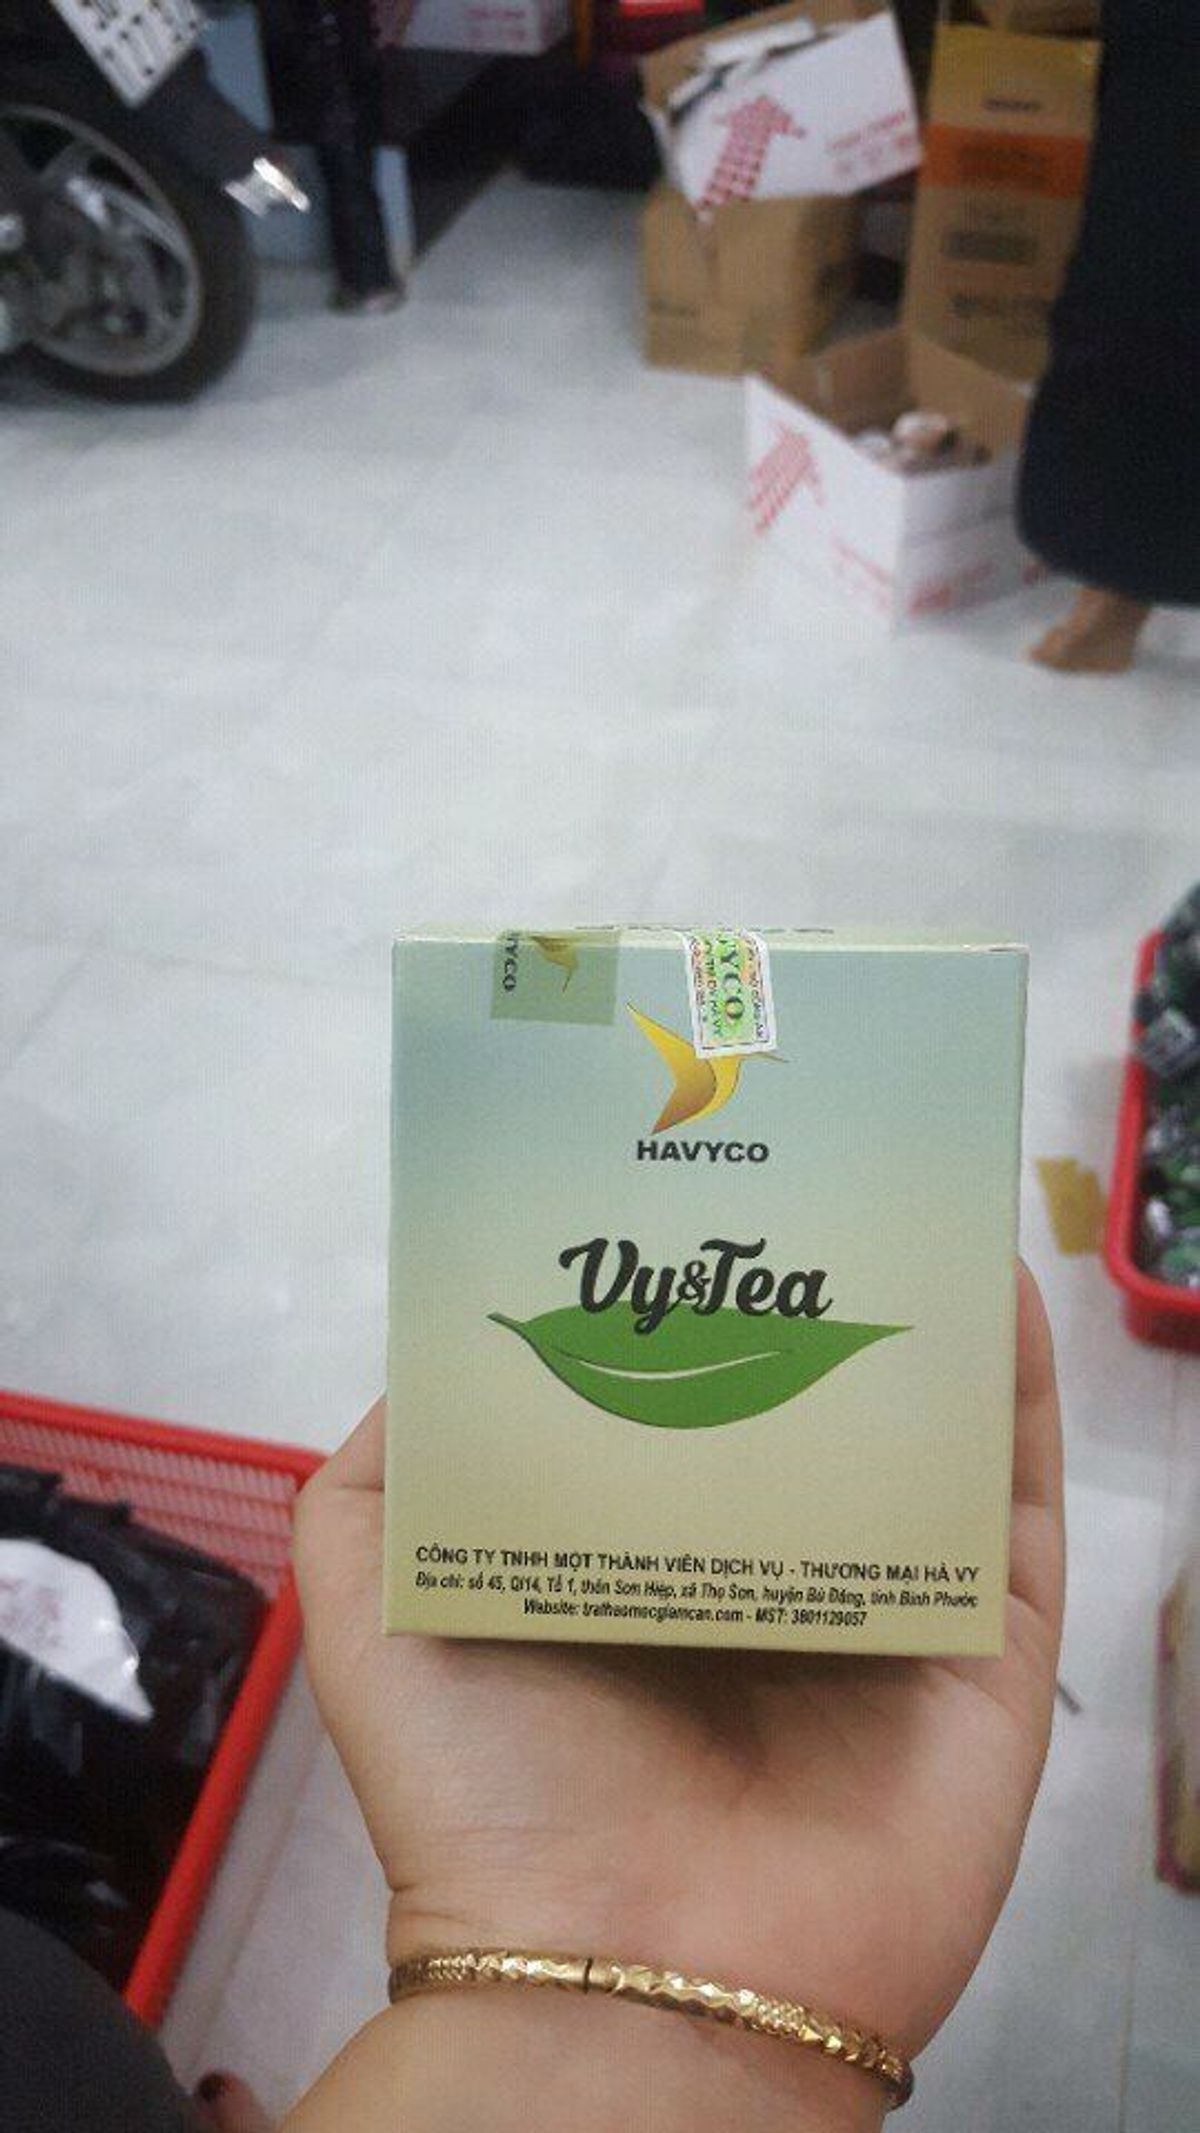 VYCO
VYCO
HAVYCO
Vy&Tea
CÔNG TY TNHH MỘT THÀNH VIÊN DỊCH VỤ - THƯƠNG MẠI HÀ VY
Địa chỉ: số 45, Ql14, Tổ 1, thôn Sơn Hiệp, xã Thọ Sơn, huyện Bù Đăng, tỉnh Bình Phước
Website: trathaomocgiamcan.com - MST: 3801129057